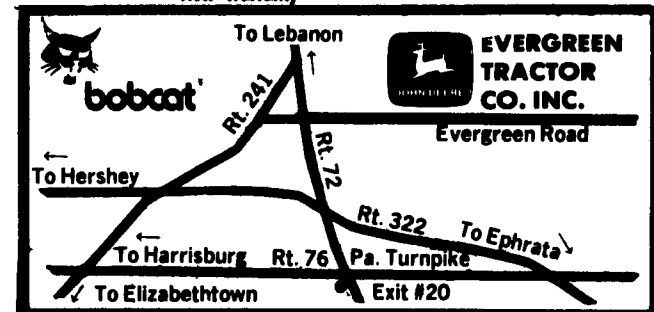 To Lebanon
bobcat
JOHN DEERE
EVERGREEN
TRACTOR
CO. INC.
Rt. 241
Evergreen Road
Rt. 72
To Hershey
Rt. 322
To Ephrata
To Harrisburg
Rt. 76 Pa. Turnpike
To Elizabethtown
Exit #20